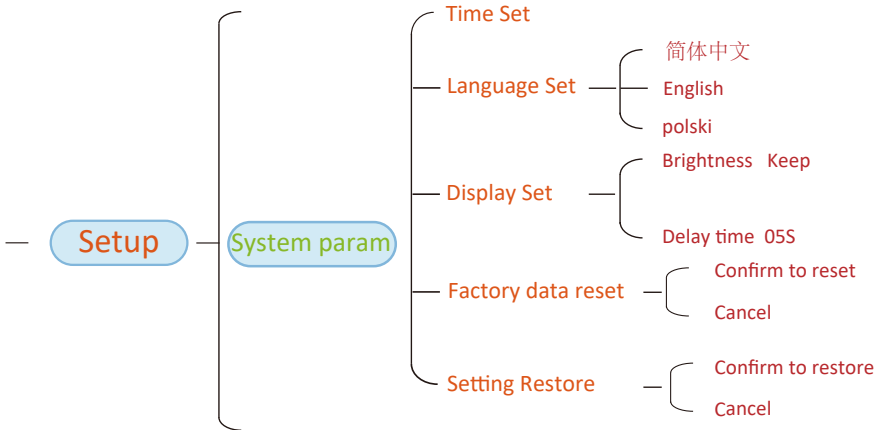 Setup
System param
Time Set
Language Set
简体中文
English
polski
Display Set
Brightness Keep
Delay time 05S
Factory data reset
Confirm to reset
Cancel
Setting Restore
Confirm to restore
Cancel